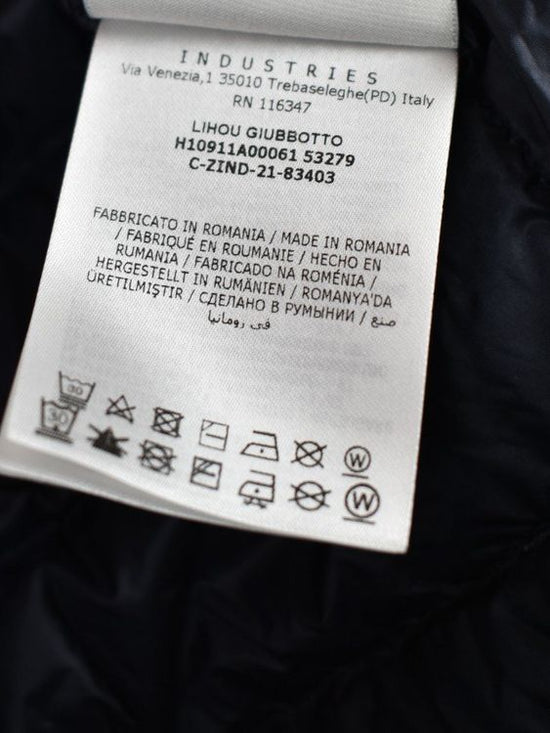 INDUSTRIES
Via Venezia,1 35010 Trebaseleghe(PD) Italy
RN 116347
LIHOU GIUBBOTTO
H10911A00061 53279
C-ZIND-21-83403
FABBRICATO IN ROMANIA / MADE IN ROMANIA
/ FABRIQUÉ EN ROUMANIE / HECHO EN
RUMANIA / FABRICADO NA ROMÉNIA /
HERGESTELLT IN RUMÄNIEN / ROMANYA'DA
ÜRETILMIŞTIR / СДЕЛАНО В РУМЫНИИ / صنع
في رومانيا
30
W
30
W